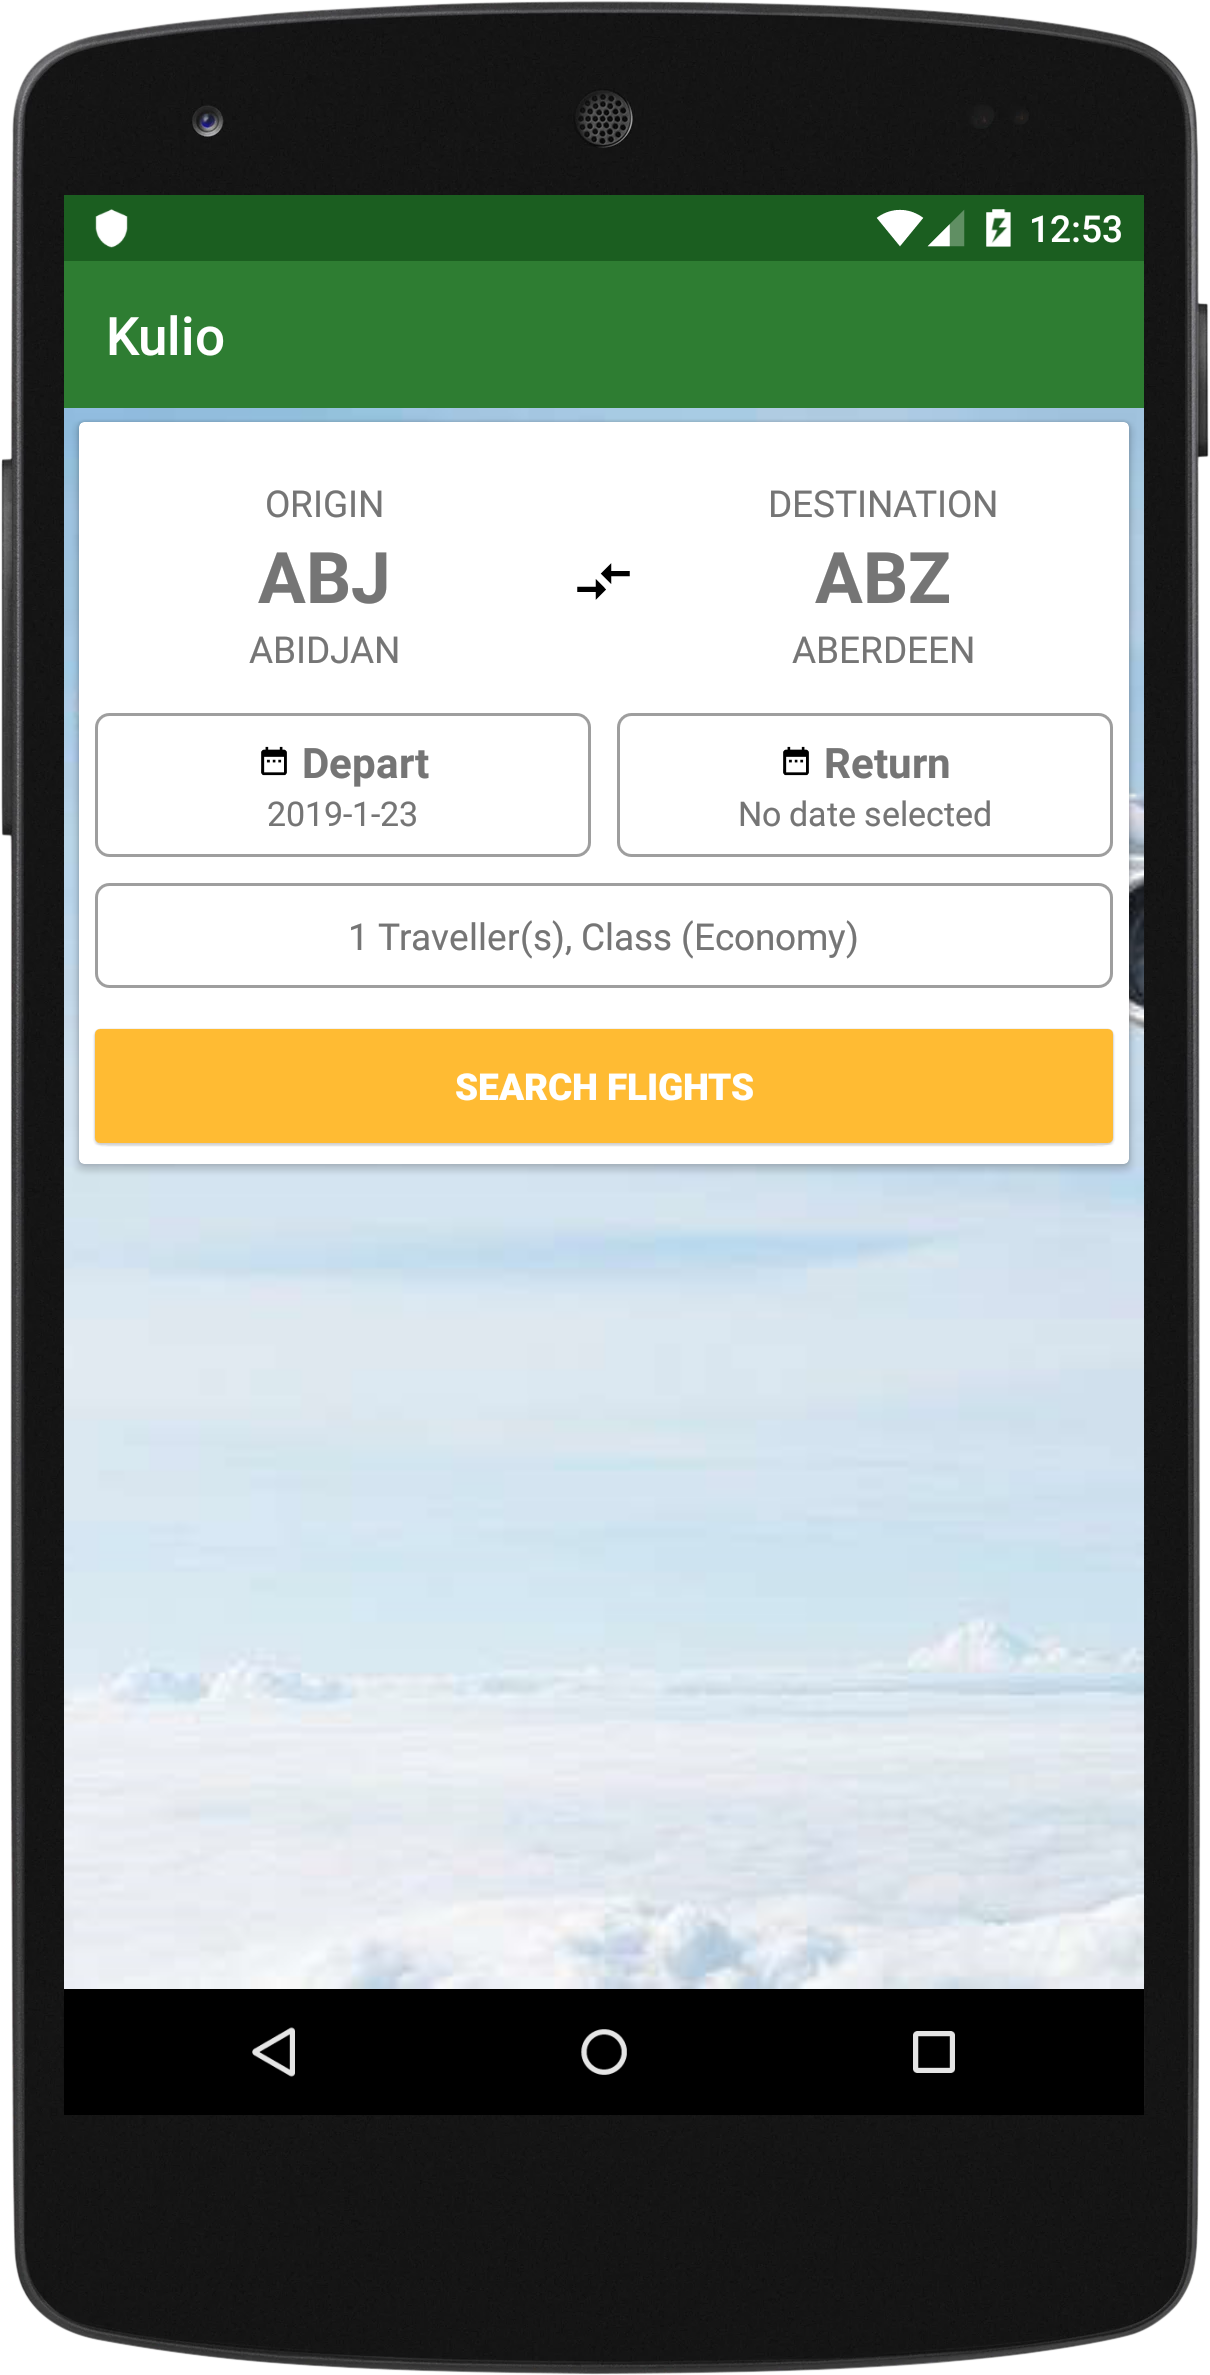 12:53
Kulio
ORIGIN
ABJ
ABIDJAN
DESTINATION
ABZ
ABERDEEN
Depart
2019-1-23
Return
No date selected
1 Traveller(s), Class (Economy)
SEARCH FLIGHTS